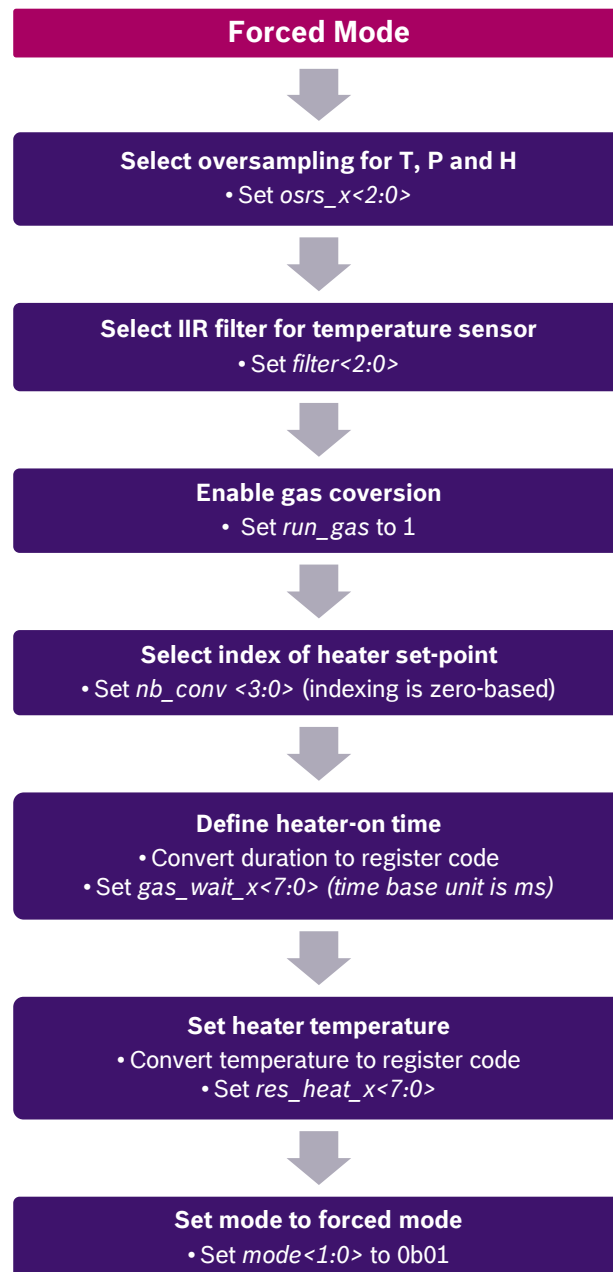 Forced Mode
Select oversampling for T, P and H
• Set osrs_x<2:0>
Select IIR filter for temperature sensor
• Set filter<2:0>
Enable gas coversion
• Set run_gas to 1
Select index of heater set-point
• Set nb_conv <3:0> (indexing is zero-based)
Define heater-on time
• Convert duration to register code
• Set gas_wait_x<7:0> (time base unit is ms)
Set heater temperature
• Convert temperature to register code
• Set res_heat_x<7:0>
Set mode to forced mode
• Set mode<1:0> to 0b01